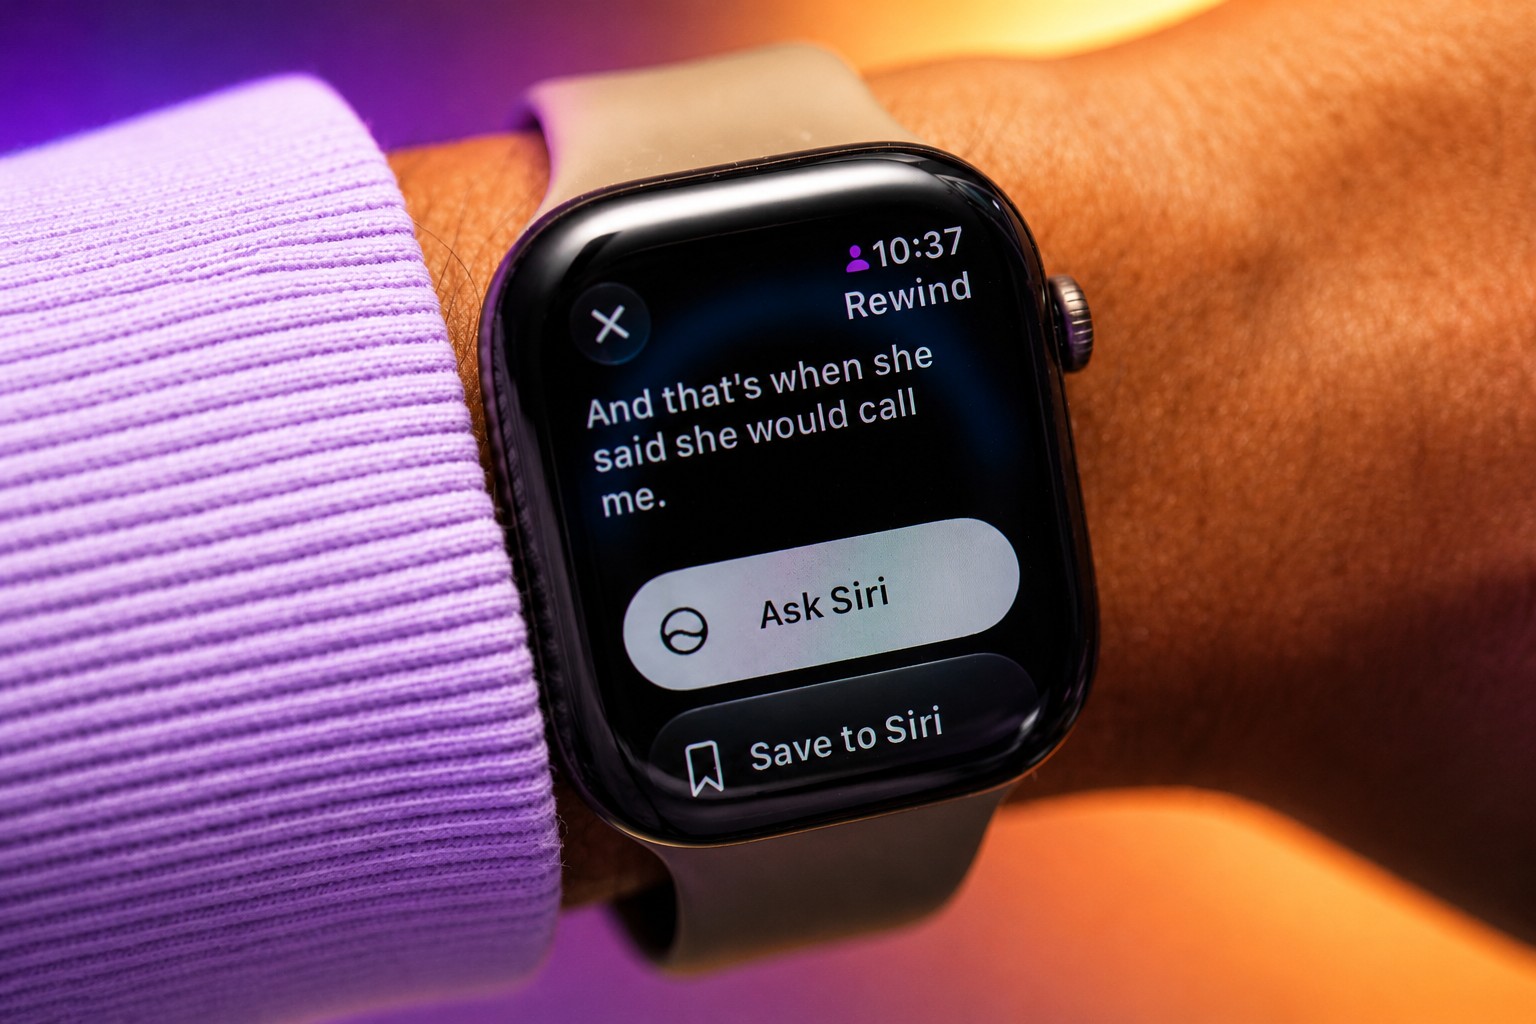 10:37
Rewind
And that's when she
said she would call
me.
Ask Siri
Save to Siri